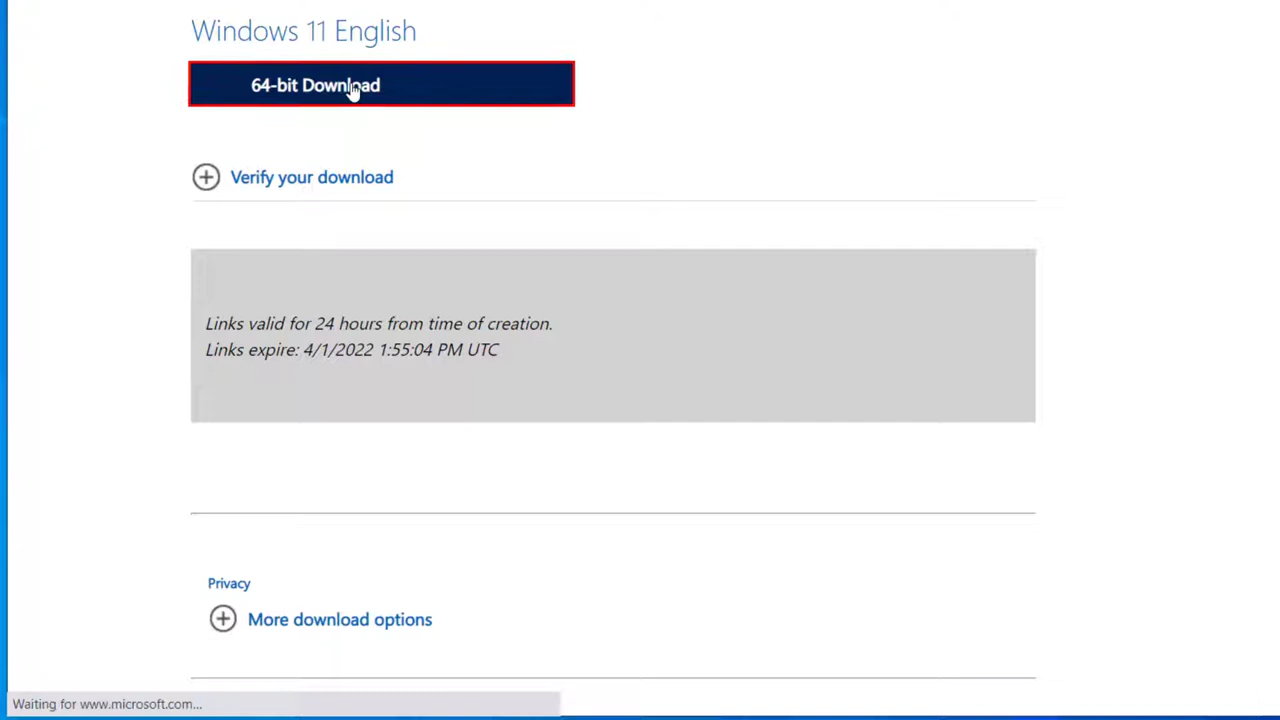 Windows 11 English
64-bit Download
Verify your download
Links valid for 24 hours from time of creation.
Links expire: 4/1/2022 1:55:04 PM UTC
Privacy
More download options
Waiting for www.microsoft.com...